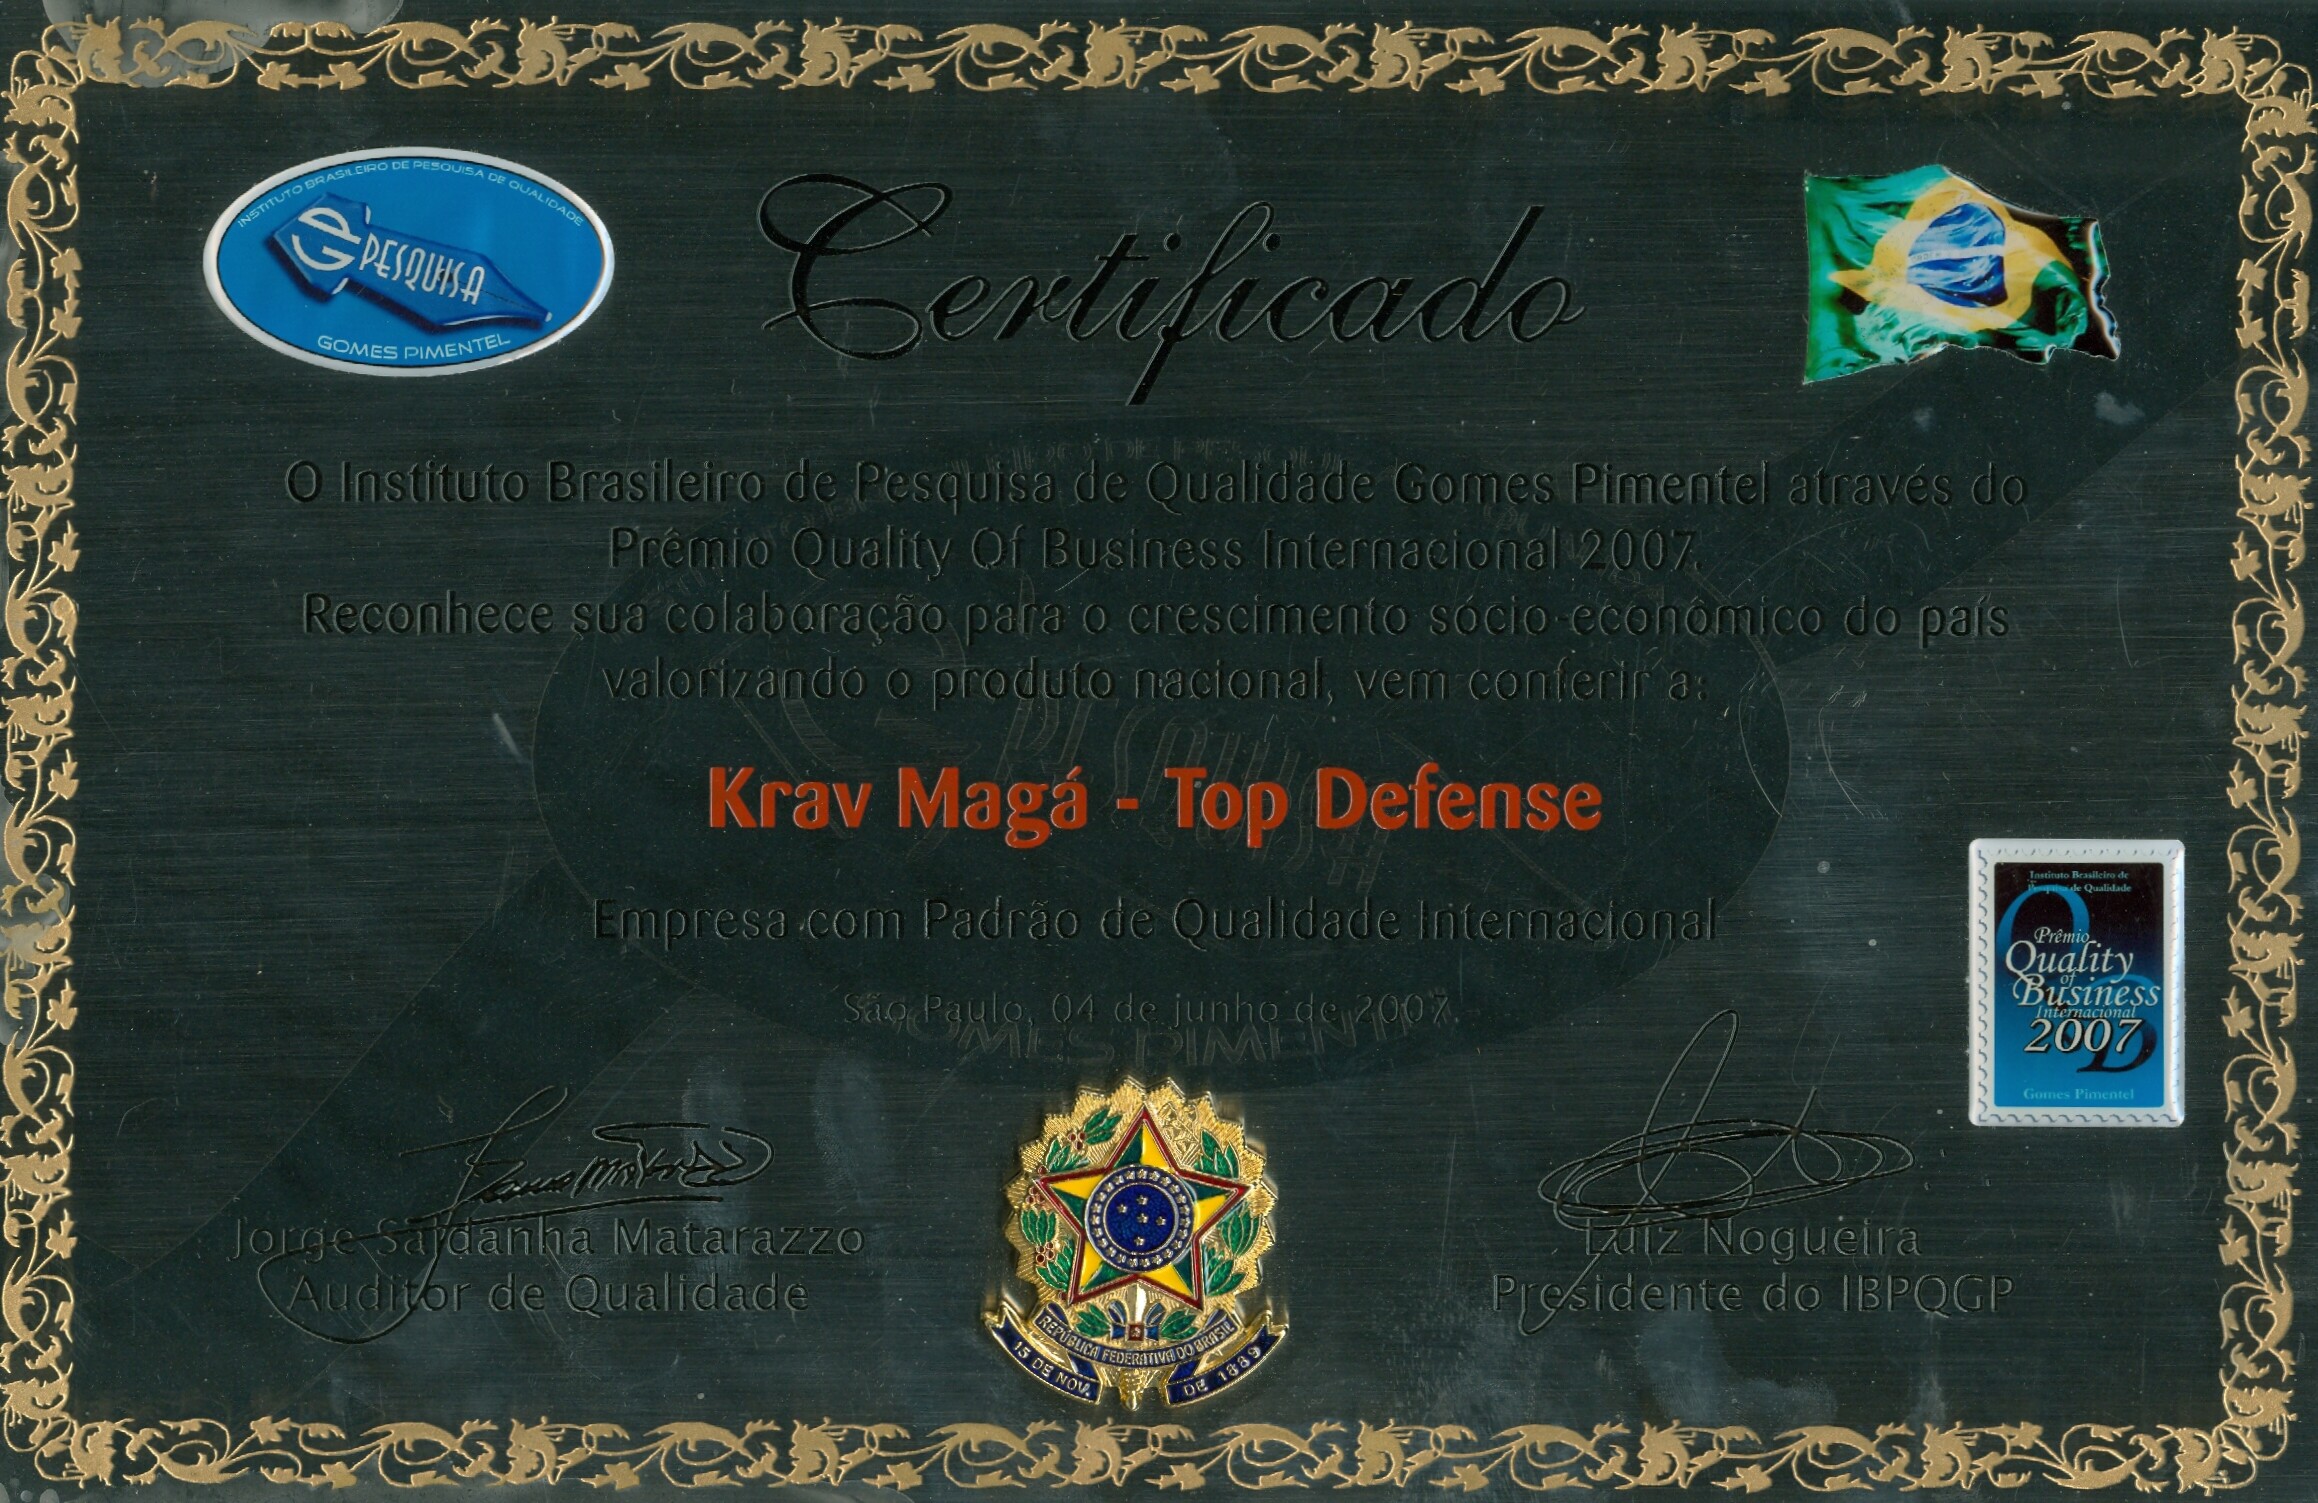 INSTITUTO BRASILEIRO DE PESQUISA DE QUALIDADE
GP PESQUISA
GOMES PIMENTEL
Certificado
O Instituto Brasileiro de Pesquisa de Qualidade Gomes Pimentel através do
Prêmio Quality Of Business Internacional 2007.
Reconhece sua colaboração para o crescimento sócio-econômico do país
valorizando o produto nacional, vem conferir a:
Krav Magá - Top Defense
Empresa com Padrão de Qualidade Internacional
São Paulo, 04 de junho de 2007.
GOMES PIMENTEL
Instituto Brasileiro de
Pesquisa de Qualidade
Prêmio
Quality
of
Business
Internacional
2007
Gomes Pimentel
Jorge Saldanha Matarazzo
Auditor de Qualidade
Luiz Nogueira
Presidente do IBPQGP
REPÚBLICA FEDERATIVA DO BRASIL
15 DE NOV. DE 1889